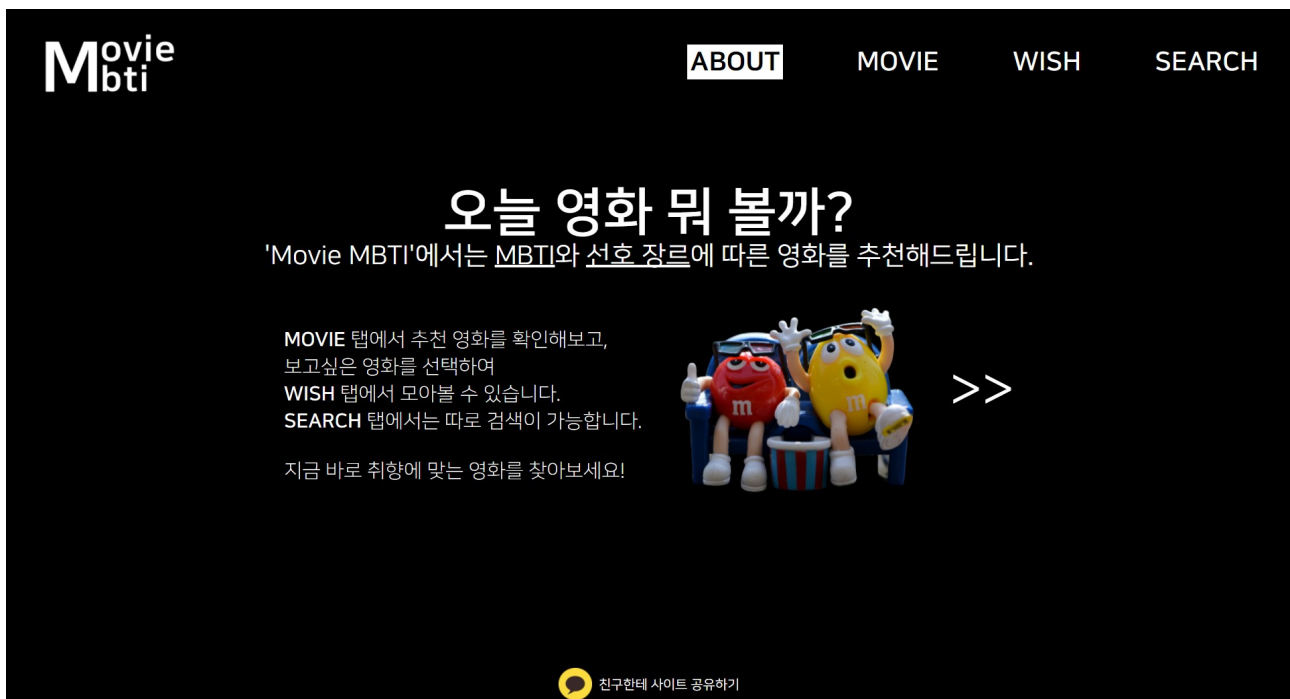 Movie
Mbti
ABOUT MOVIE WISH SEARCH
오늘 영화 뭐 볼까?
'Movie MBTI'에서는 MBTI와 선호 장르에 따른 영화를 추천해드립니다.
MOVIE 탭에서 추천 영화를 확인해보고,
보고싶은 영화를 선택하여
WISH 탭에서 모아볼 수 있습니다.
SEARCH 탭에서는 따로 검색이 가능합니다.
지금 바로 취향에 맞는 영화를 찾아보세요!
m m
>>
친구한테 사이트 공유하기